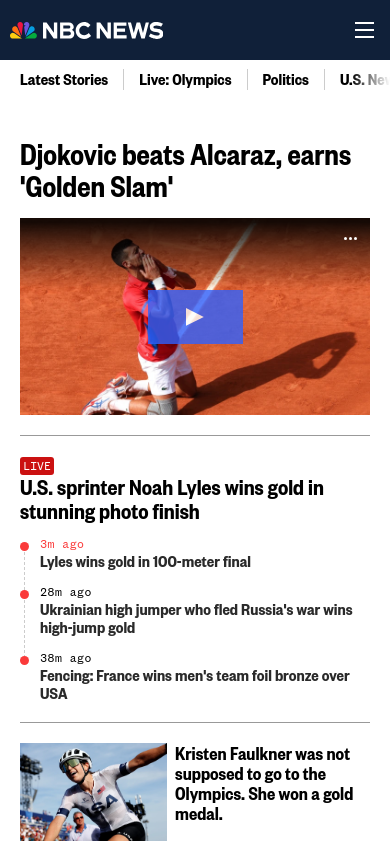 NBC NEWS
Latest Stories
Live: Olympics
Politics
U.S. Ne
Djokovic beats Alcaraz, earns
'Golden Slam'
LIVE
U.S. sprinter Noah Lyles wins gold in
stunning photo finish
3m ago
Lyles wins gold in 100-meter final
28m ago
Ukrainian high jumper who fled Russia's war wins
high-jump gold
38m ago
Fencing: France wins men's team foil bronze over
USA
Kristen Faulkner was not
supposed to go to the
Olympics. She won a gold
medal.